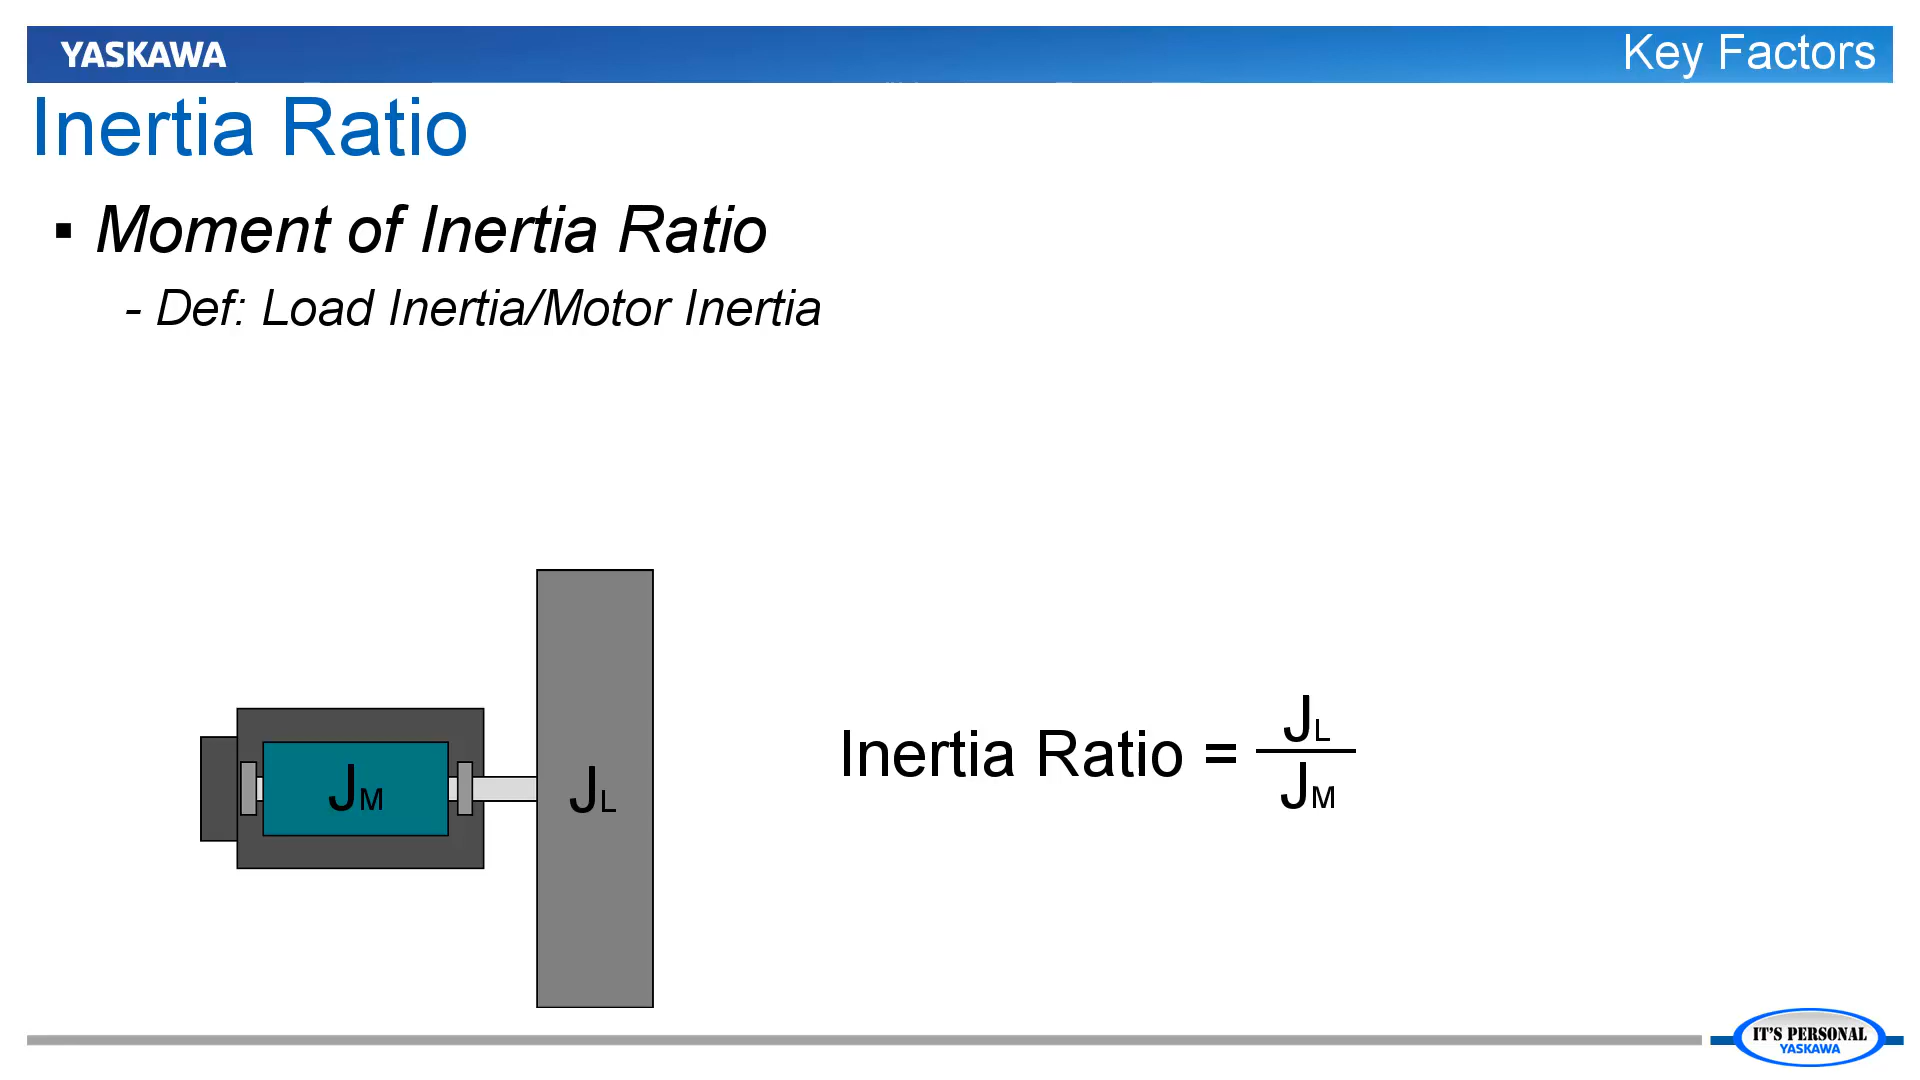 YASKAWA
Key Factors
Inertia Ratio
▪ Moment of Inertia Ratio
- Def: Load Inertia/Motor Inertia
JM
JL
Inertia Ratio = JL
JM
IT'S PERSONAL
YASKAWA